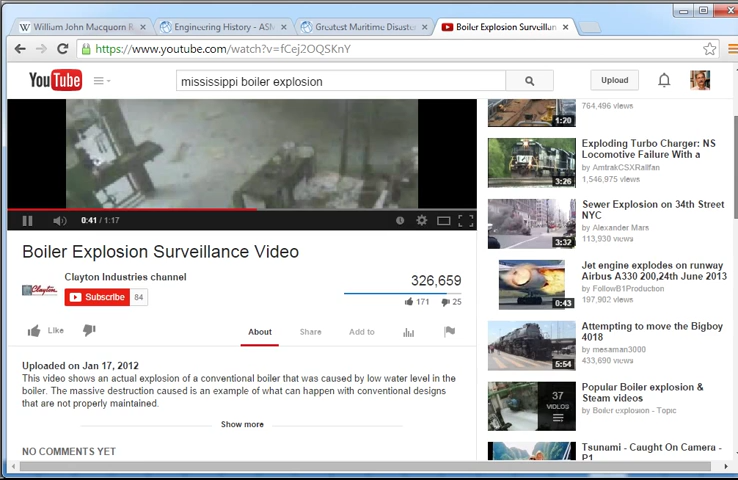 William John Macquorn R
Engineering History - ASM
Greatest Maritime Disaste
Boiler Explosion Surveillan
https://www.youtube.com/watch?v=fCej2OQSKnY
YouTube
mississippi boiler explosion
Upload
0:41 / 1:17
Boiler Explosion Surveillance Video
Clayton
Clayton Industries channel
Subscribe 84
326,659
171 25
Like
About
Share
Add to
Uploaded on Jan 17, 2012
This video shows an actual explosion of a conventional boiler that was caused by low water level in the
boiler. The massive destruction caused is an example of what can happen with conventional designs
that are not properly maintained.
Show more
NO COMMENTS YET
764,496 views
1:20
Exploding Turbo Charger: NS
Locomotive Failure With a
by AmtrakCSXRailfan
1,546,975 views
3:26
Sewer Explosion on 34th Street
NYC
by Alexander Mars
113,930 views
3:32
Jet engine explodes on runway
Airbus A330 200,24th June 2013
by FollowB1Production
197,902 views
0:43
Attempting to move the Bigboy
4018
by mesaman3000
433,690 views
5:54
Popular Boiler explosion &
Steam videos
by Boiler explosion - Topic
37
VIDEOS
Tsunami - Caught On Camera -
P1